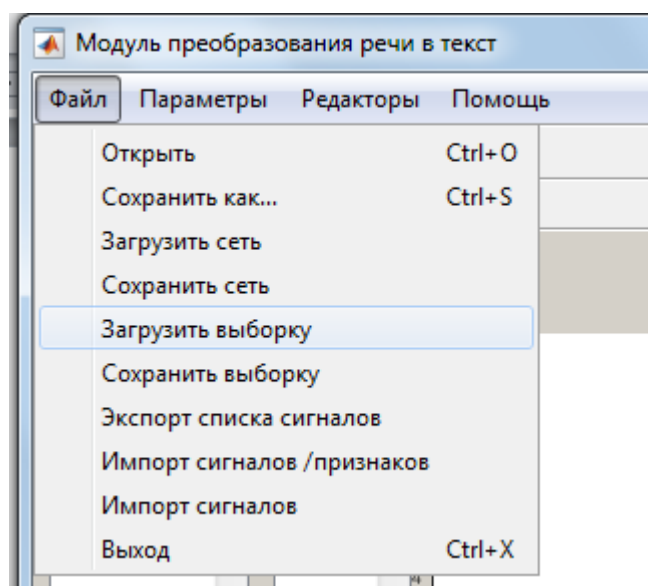 Модуль преобразования речи в текст
Файл Параметры Редакторы Помощь
Открыть Ctrl+O
Сохранить как... Ctrl+S
Загрузить сеть
Сохранить сеть
Загрузить выборку
Сохранить выборку
Экспорт списка сигналов
Импорт сигналов /признаков
Импорт сигналов
Выход Ctrl+X